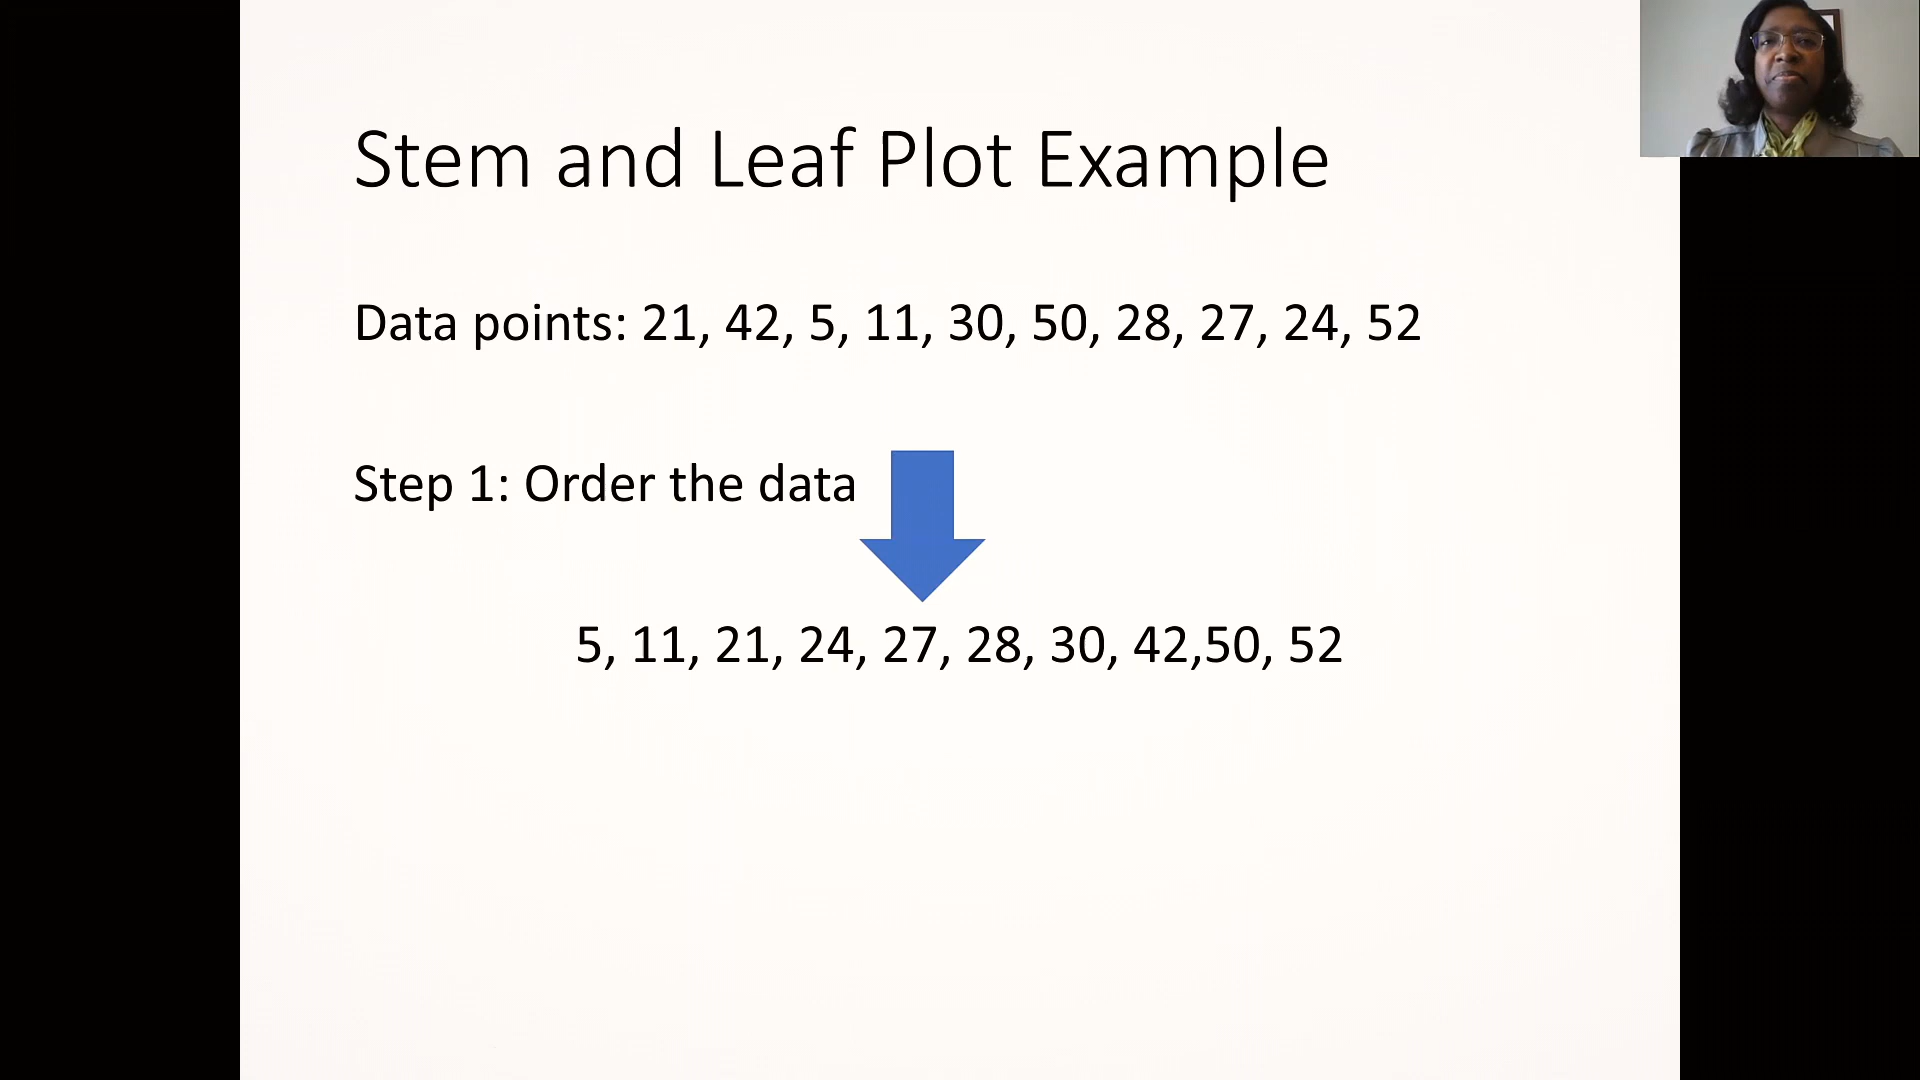 Stem and Leaf Plot Example
Data points: 21, 42, 5, 11, 30, 50, 28, 27, 24, 52
Step 1: Order the data
5, 11, 21, 24, 27, 28, 30, 42,50, 52